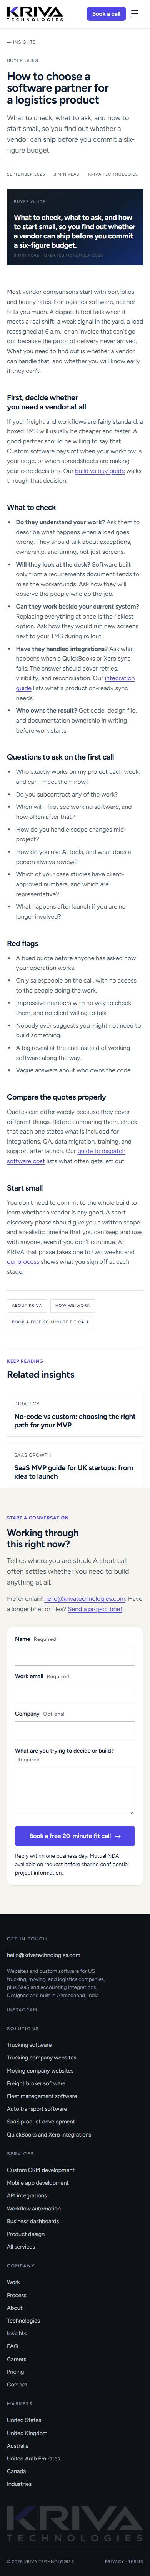 KRIVA
TECHNOLOGIES
Book a call
← INSIGHTS
BUYER GUIDE
How to choose a
software partner for
a logistics product
What to check, what to ask, and how to
start small, so you find out whether a
vendor can ship before you commit a six-
figure budget.
SEPTEMBER 2025 9 MIN READ KRIVA TECHNOLOGIES
BUYER GUIDE
What to check, what to ask, and how
to start small, so you find out whether
a vendor can ship before you commit
a six-figure budget.
9 MIN READ · UPDATED NOVEMBER 2025
Most vendor comparisons start with portfolios
and hourly rates. For logistics software, neither
tells you much. A dispatch tool fails when it
meets a real shift: a weak signal in the yard, a load
reassigned at 6 a.m., or an invoice that can't go
out because the proof of delivery never arrived.
What you need to find out is whether a vendor
can handle that, and whether you will know early
if they can't.
First, decide whether
you need a vendor at all
If your freight workflows are fairly standard, a
packaged TMS will usually be cheaper and faster. A
good partner should be willing to say that.
Custom software pays off when your workflows are
your edge, or when spreadsheets are making
core decisions. Our build vs buy guide walks
through that decision.
What to check
• Do they understand your work? Ask them to
describe what happens when a load goes
wrong. They should talk about exceptions,
ownership, and timing, not just screens.
• Will they look at the desk? Software built
only from a requirements document tends to
miss the workarounds. Ask how they will
observe the people who do the job.
• Can they work beside your current system?
Replacing everything at once is the riskiest
option. Ask how they would run new screens
next to your TMS during rollout.
• Have they handled integrations? Ask what
happens when a QuickBooks or Xero sync
fails. The answer should cover retries,
visibility, and reconciliation. Our integration
guide lists what a production-ready sync
needs.
• Who owns the result? Get code, design file,
and documentation ownership in writing
before work starts.
Questions to ask on the first call
• Who exactly works on my project each week,
and can I meet them now?
• Do you subcontract any of the work?
• When will I first see working software, and
how often after that?
• How do you handle scope changes mid-
project?
• How do you use AI tools, and what does a
person always review?
• Which of your case studies have client-
approved numbers, and which are
representative?
• What happens after launch if you are no
longer involved?
Red flags
• A fixed quote before anyone has asked how
your operation works.
• Only salespeople on the call, with no access
to the people doing the work.
• Impressive numbers with no way to check
them, and no client willing to talk.
• Nobody ever suggests you might not need to
build something.
• A big reveal at the end instead of working
software along the way.
• Vague answers about who owns the code.
Compare the quotes properly
Quotes can differ widely because they cover
different things. Before comparing them, check
that each one states what is included for
integrations, QA, data migration, training, and
support after launch. Our guide to dispatch
software cost lists what often gets left out.
Start small
You don't need to commit to the whole build to
learn whether a vendor is any good. A short
discovery phase should give you a written scope
and a realistic timeline, plus something you can
show your team what you can sign off early on. At
KRIVA that phase takes one to two weeks, and
our process shows what you see at the end of each
stage.
ABOUT KRIVA
HOW WE WORK
BOOK A FREE 20-MINUTE FIT CALL
KEEP READING
Related insights
STRATEGY
No-code vs custom: choosing the right
path for your MVP
SAAS GROWTH
SaaS MVP guide for UK startups: from
idea to launch
START A CONVERSATION
Working through
this right now?
Tell us where you are stuck. A short call
often settles whether you need to build
anything at all.
Prefer email? hello@krivatechnologies.com. Have
a longer brief or files? Send a project brief.
Name Required
Work email Required
Company Optional
What are you trying to decide or build?
Required
Book a free 20-minute fit call →
Reply within one business day. Mutual NDA
available on request before sharing confidential
project information.
GET IN TOUCH
hello@krivatechnologies.com
Websites and custom software for US
trucking, moving, and logistics companies,
plus SaaS and accounting integrations.
Designed and built in Ahmedabad, India.
INSTAGRAM
SOLUTIONS
Trucking software
Trucking company websites
Moving company websites
Freight broker software
Fleet management software
Auto transport software
SaaS product development
QuickBooks and Xero integrations
SERVICES
Custom CRM development
Mobile app development
API integrations
Workflow automation
Business dashboards
Product design
All services
COMPANY
Work
Process
About
Technologies
Insights
FAQ
Careers
Pricing
Contact
MARKETS
United States
United Kingdom
Australia
United Arab Emirates
Canada
Industries
KRIVA
TECHNOLOGIES
© 2026 KRIVA TECHNOLOGIES PRIVACY TERMS